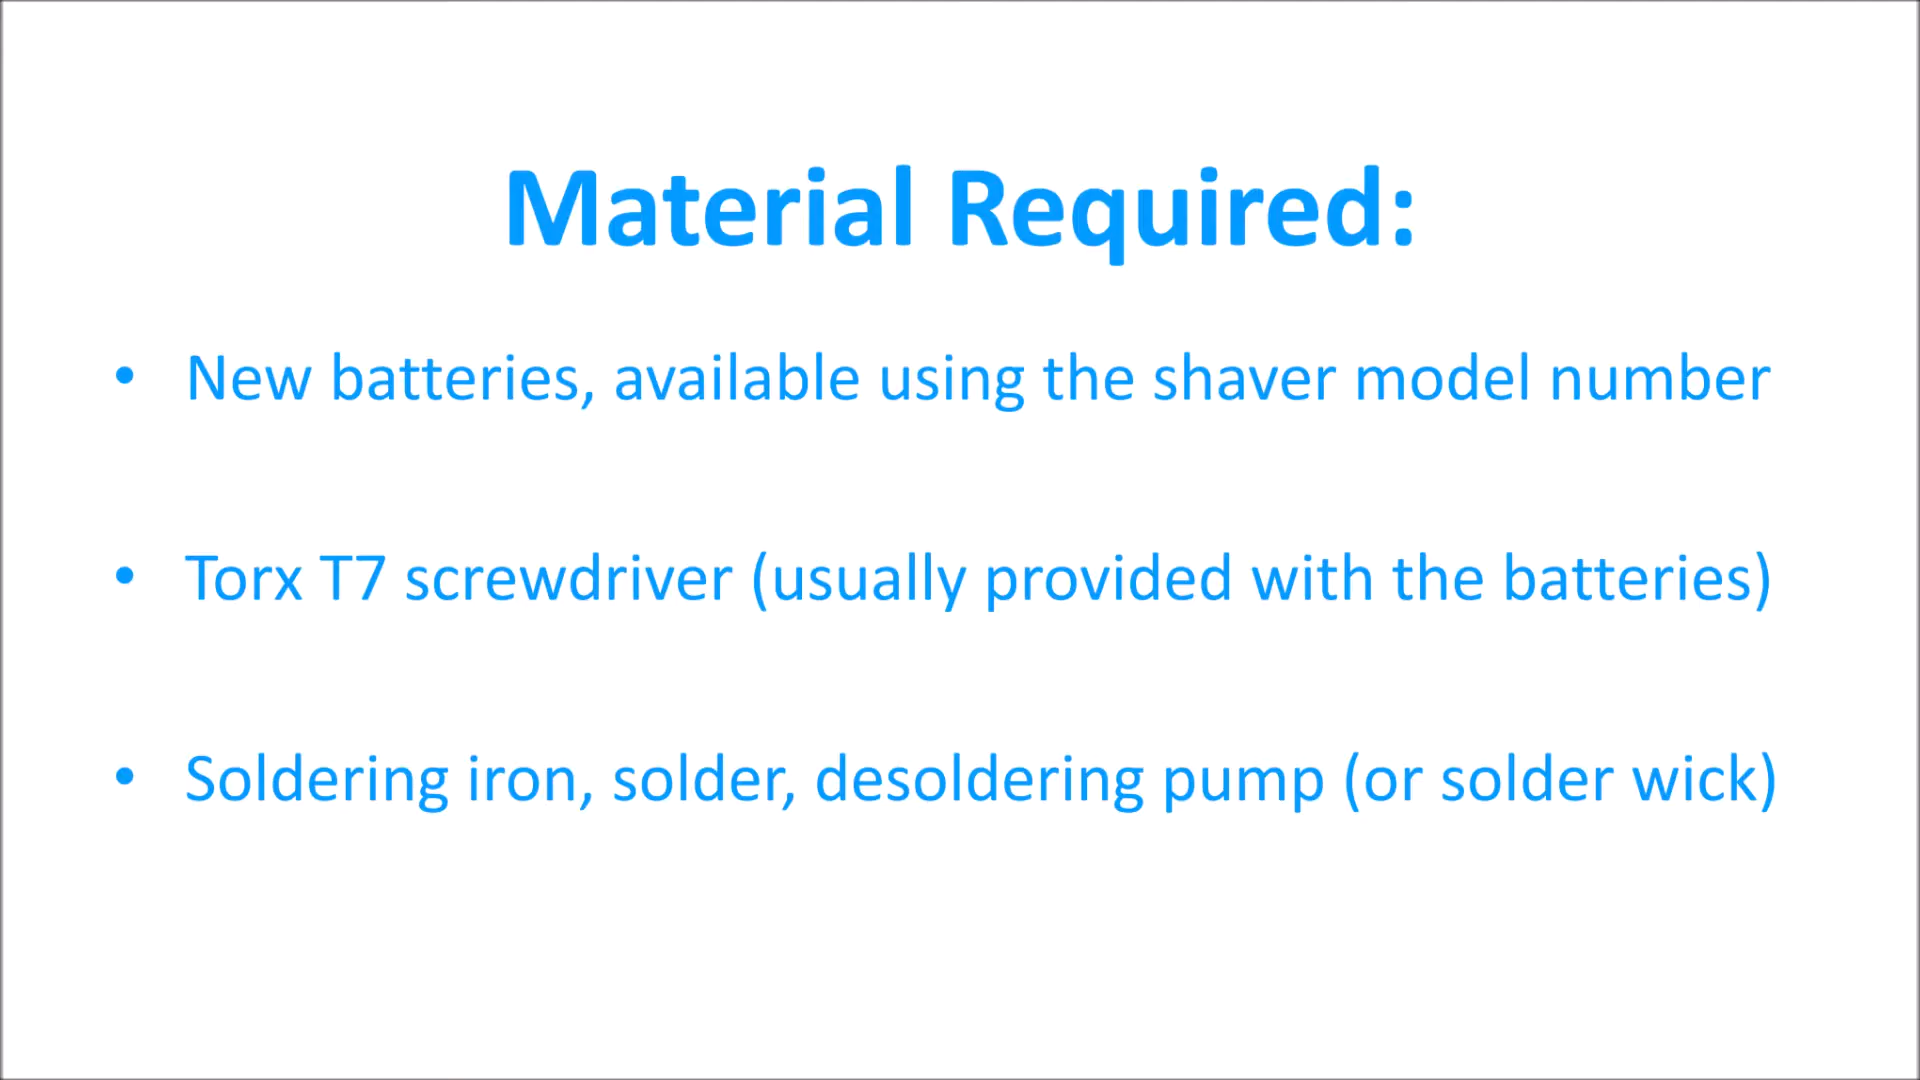 Material Required:
• New batteries, available using the shaver model number
• Torx T7 screwdriver (usually provided with the batteries)
• Soldering iron, solder, desoldering pump (or solder wick)